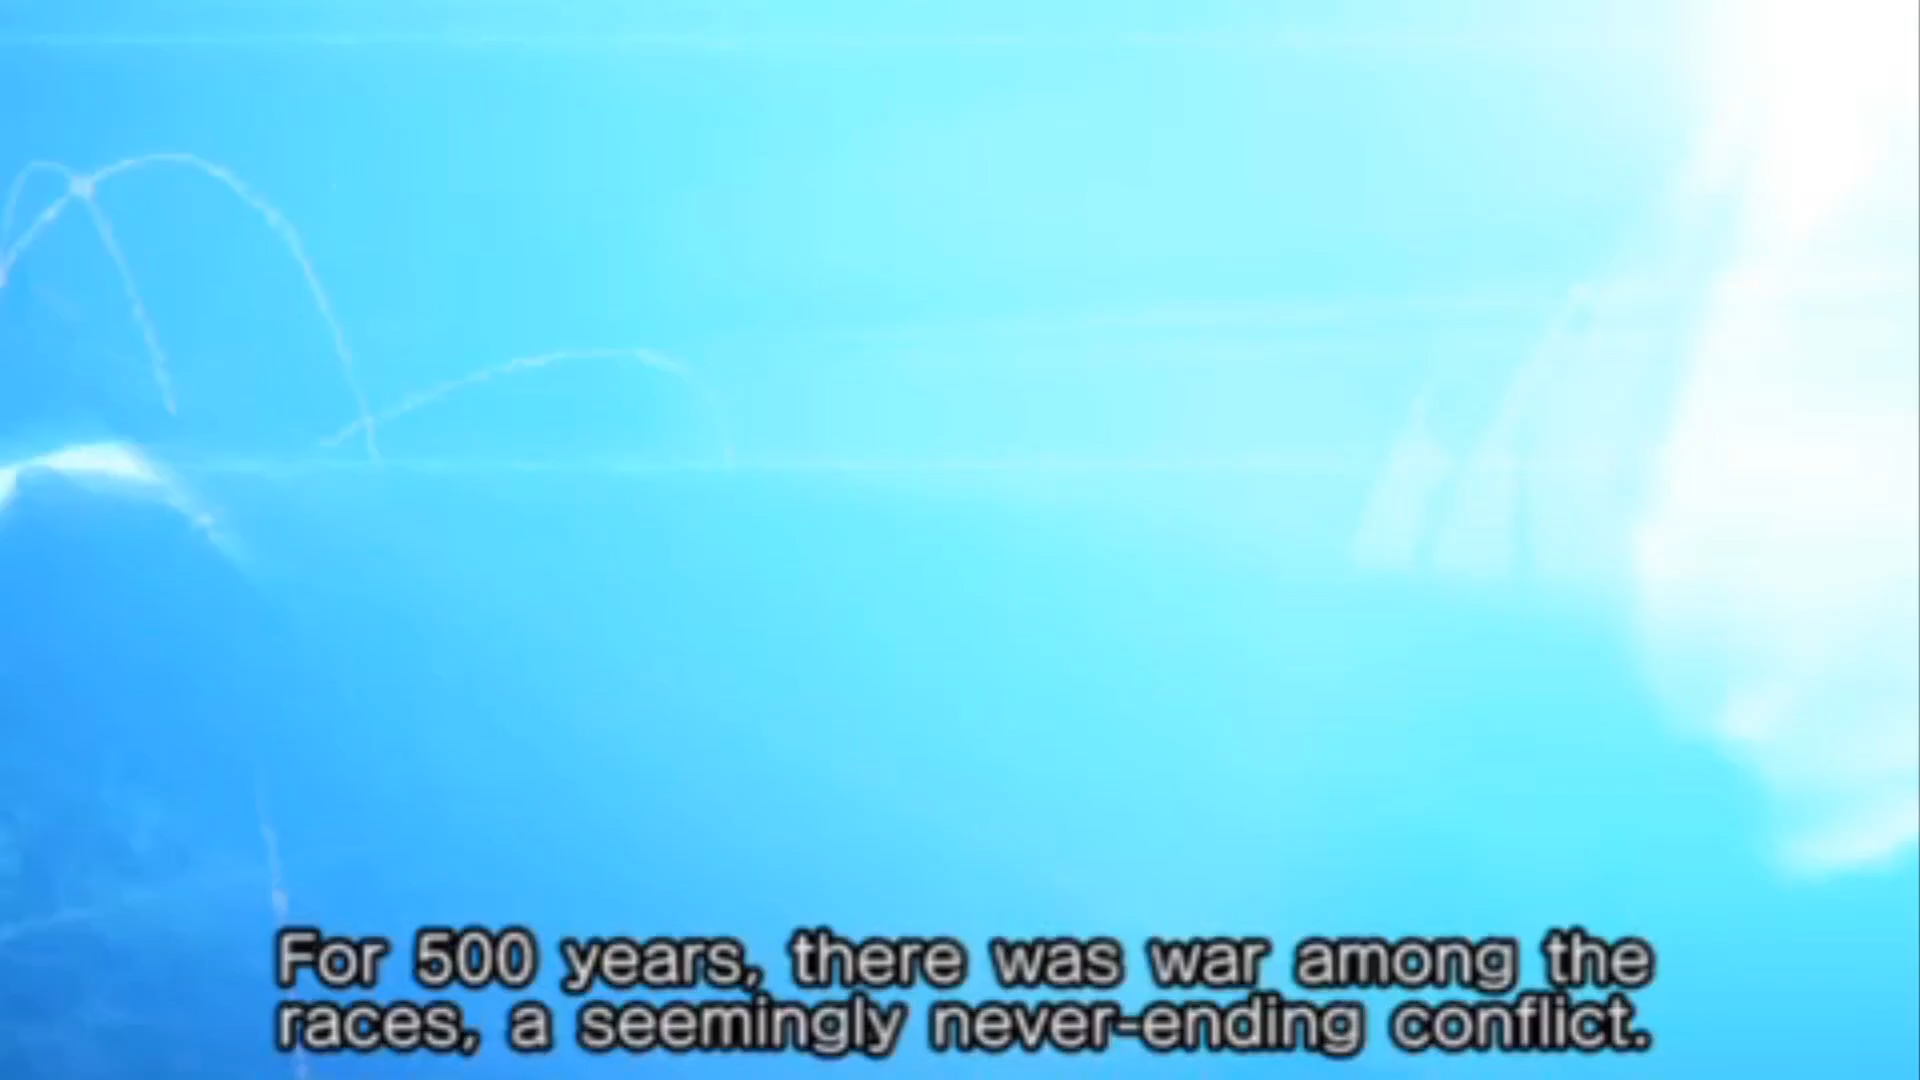 For 500 years, there was war among the
races, a seemingly never-ending conflict.